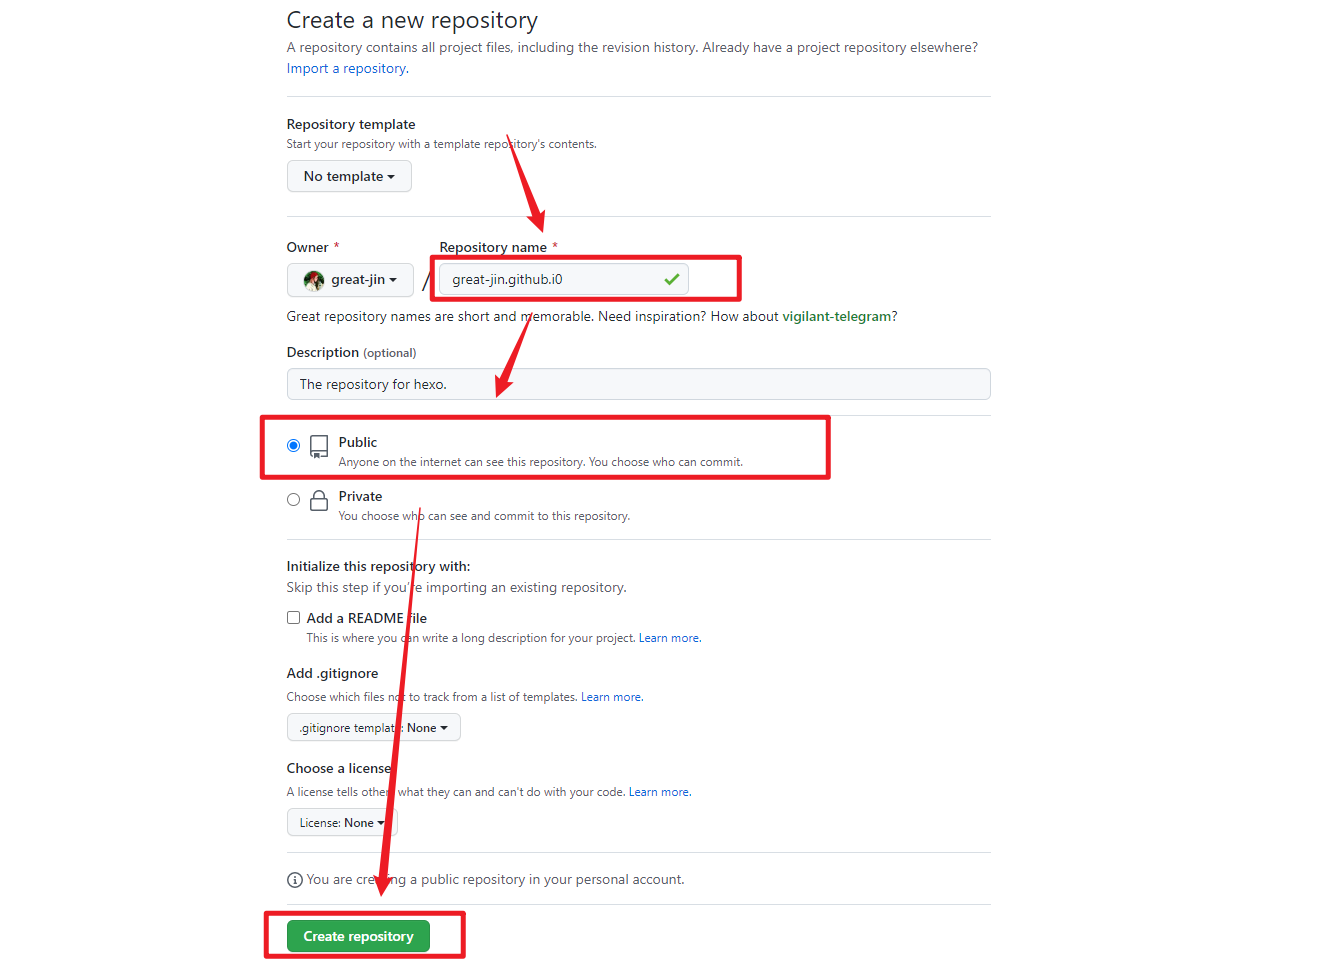 Create a new repository
A repository contains all project files, including the revision history. Already have a project repository elsewhere?
Import a repository.
Repository template
Start your repository with a template repository's contents.
No template
Owner *
Repository name *
great-jin
/
great-jin.github.i0
Great repository names are short and memorable. Need inspiration? How about vigilant-telegram?
Description (optional)
The repository for hexo.
Public
Anyone on the internet can see this repository. You choose who can commit.
Private
You choose who can see and commit to this repository.
Initialize this repository with:
Skip this step if you're importing an existing repository.
Add a README file
This is where you can write a long description for your project. Learn more.
Add .gitignore
Choose which files not to track from a list of templates. Learn more.
.gitignore template: None
Choose a license
A license tells others what they can and can't do with your code. Learn more.
License: None
You are creating a public repository in your personal account.
Create repository